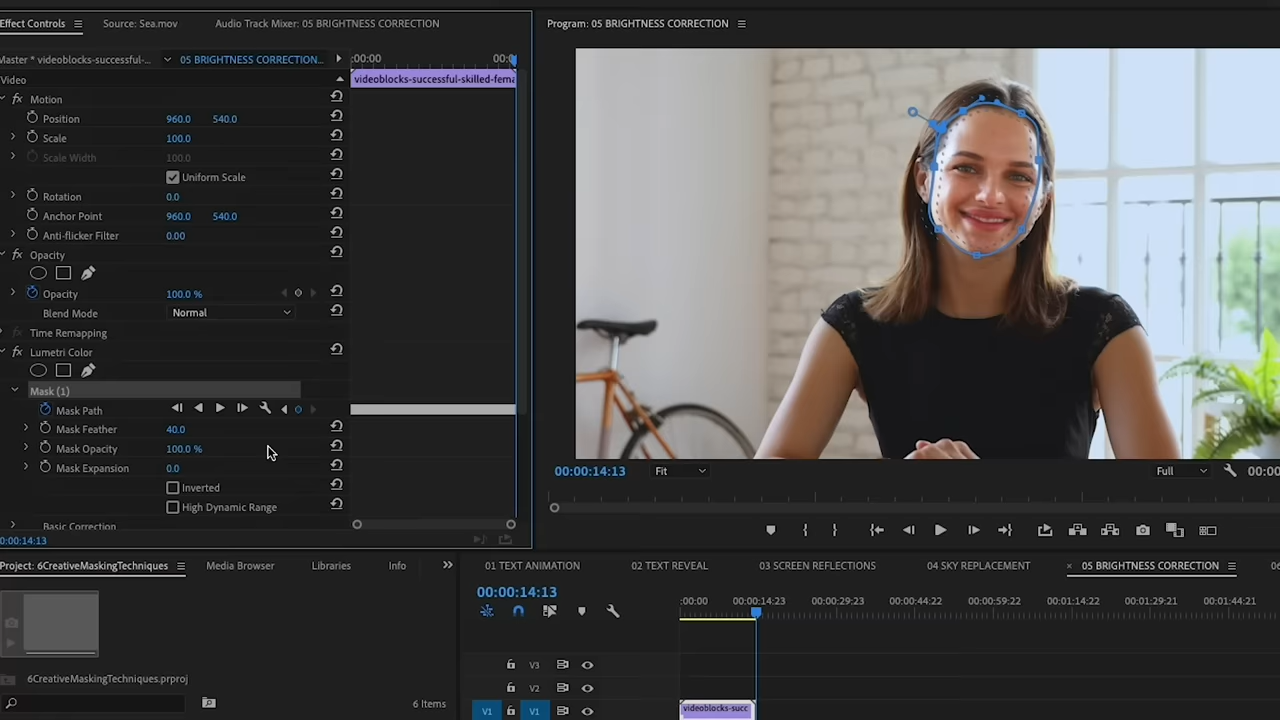 Effect Controls
Source: Sea.mov
Audio Track Mixer: 05 BRIGHTNESS CORRECTION
Program: 05 BRIGHTNESS CORRECTION
Master * videoblocks-successful-...
05 BRIGHTNESS CORRECTION...
:00:00
00:
Video
videoblocks-successful-skilled-fema
fx Motion
Position 960.0 540.0
Scale 100.0
Scale Width 100.0
Uniform Scale
Rotation 0.0
Anchor Point 960.0 540.0
Anti-flicker Filter 0.00
fx Opacity
Opacity 100.0 %
Blend Mode Normal
fx Time Remapping
fx Lumetri Color
Mask (1)
Mask Path
Mask Feather 40.0
Mask Opacity 100.0 %
Mask Expansion 0.0
Inverted
High Dynamic Range
Basic Correction
0:00:14:13
00:00:14:13
Fit
Full
00:00
Project: 6CreativeMaskingTechniques
Media Browser
Libraries
Info
6CreativeMaskingTechniques.prproj
6 Items
01 TEXT ANIMATION
02 TEXT REVEAL
03 SCREEN REFLECTIONS
04 SKY REPLACEMENT
05 BRIGHTNESS CORRECTION
06
00:00:14:13
:00:00
00:00:14:23
00:00:29:23
00:00:44:22
00:00:59:22
00:01:14:22
00:01:29:21
00:01:44:21
V3
V2
V1 V1
videoblocks-succ